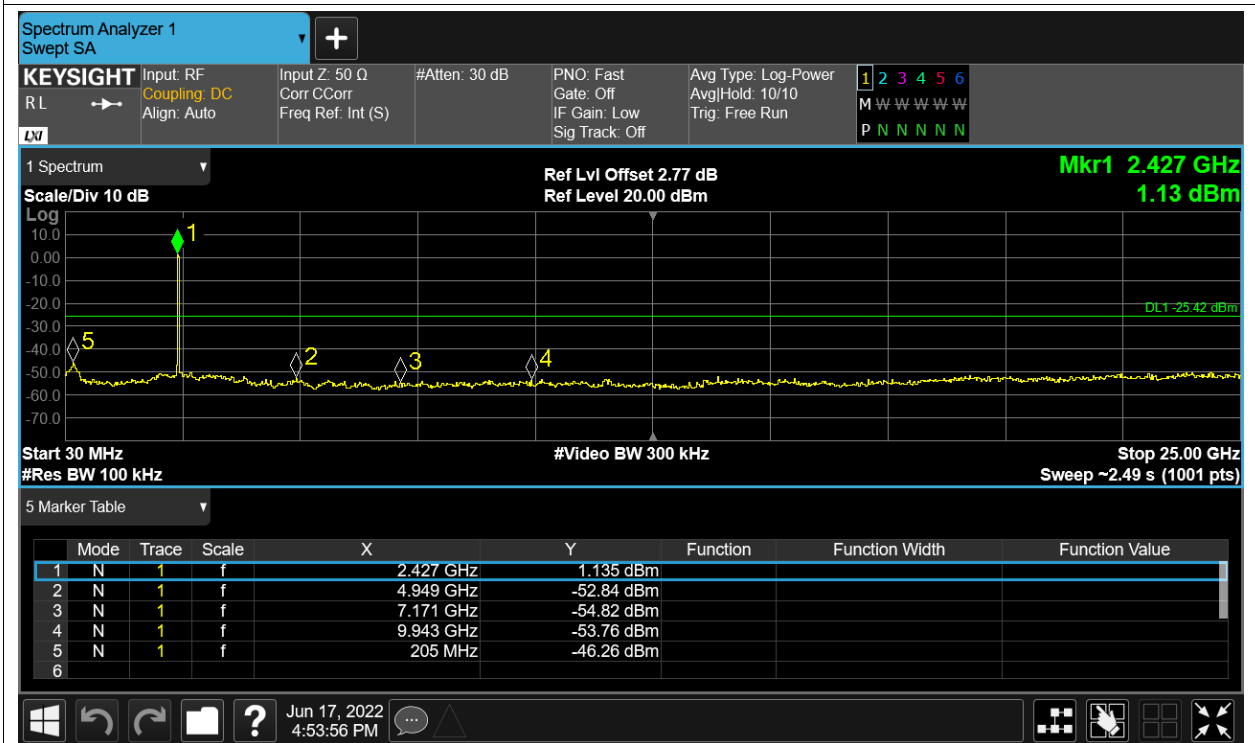 Spectrum Analyzer 1
Swept SA
KEYSIGHT Input: RF Input Z: 50 Ω #Atten: 30 dB PNO: Fast Avg Type: Log-Power 1 2 3 4 5 6
R L Coupling: DC Corr CCorr Gate: Off Avg|Hold: 10/10 M W W W W W
Align: Auto Freq Ref: Int (S) IF Gain: Low Trig: Free Run
LXI Sig Track: Off P N N N N N
1 Spectrum Ref Lvl Offset 2.77 dB Mkr1 2.427 GHz
Scale/Div 10 dB Ref Level 20.00 dBm 1.13 dBm
Log
10.0 1
0.00
-10.0
-20.0 DL1 -25.42 dBm
-30.0
-40.0 5 2 3 4
-50.0
-60.0
-70.0
Start 30 MHz #Video BW 300 kHz Stop 25.00 GHz
#Res BW 100 kHz Sweep ~2.49 s (1001 pts)
5 Marker Table
Mode Trace Scale X Y Function Function Width Function Value
1 N 1 f 2.427 GHz 1.135 dBm
2 N 1 f 4.949 GHz -52.84 dBm
3 N 1 f 7.171 GHz -54.82 dBm
4 N 1 f 9.943 GHz -53.76 dBm
5 N 1 f 205 MHz -46.26 dBm
6
? Jun 17, 2022
4:53:56 PM